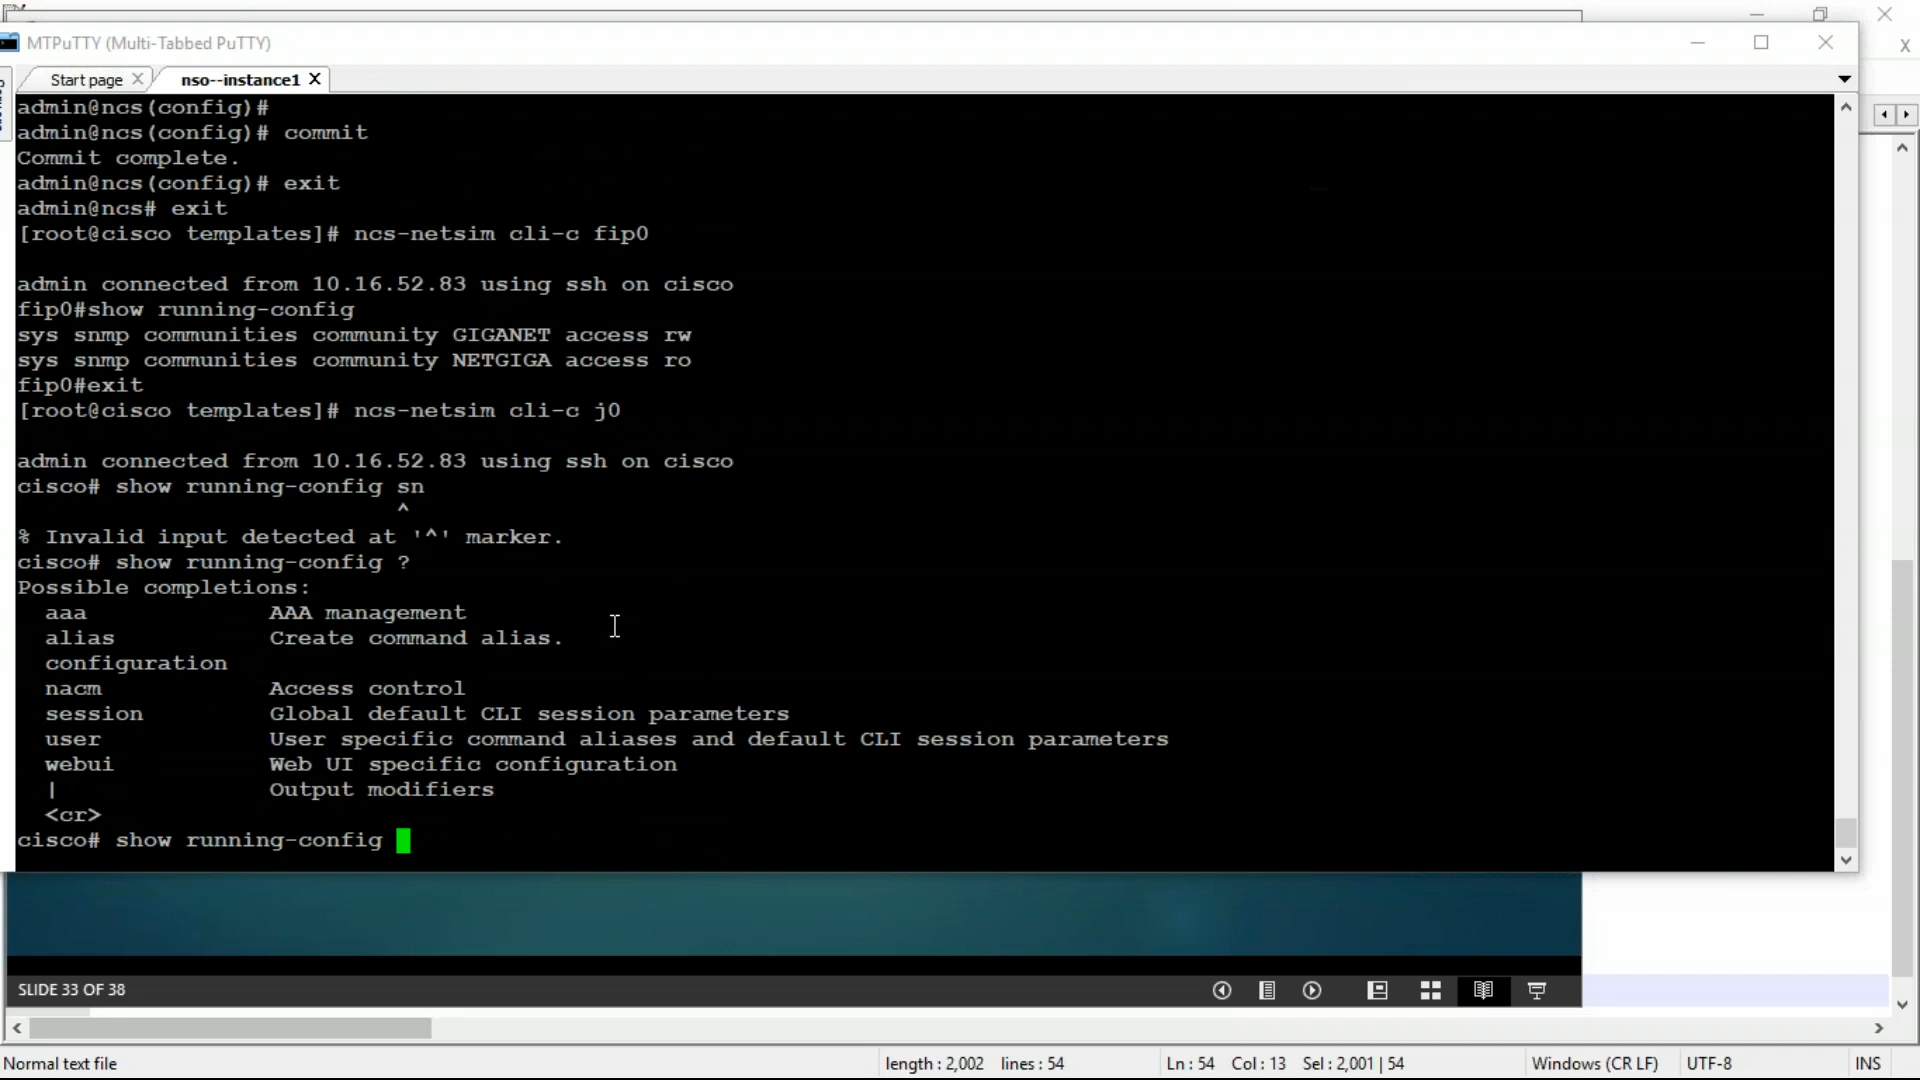 MTPuTTY (Multi-Tabbed PuTTY)
Start page nso--instance1
admin@ncs(config)#
admin@ncs(config)# commit
Commit complete.
admin@ncs(config)# exit
admin@ncs# exit
[root@cisco templates]# ncs-netsim cli-c fip0
admin connected from 10.16.52.83 using ssh on cisco
fip0#show running-config
sys snmp communities community GIGANET access rw
sys snmp communities community NETGIGA access ro
fip0#exit
[root@cisco templates]# ncs-netsim cli-c j0
admin connected from 10.16.52.83 using ssh on cisco
cisco# show running-config sn
^
% Invalid input detected at '^' marker.
cisco# show running-config ?
Possible completions:
aaa AAA management
alias Create command alias.
configuration
nacm Access control
session Global default CLI session parameters
user User specific command aliases and default CLI session parameters
webui Web UI specific configuration
| Output modifiers
<cr>
cisco# show running-config
SLIDE 33 OF 38
Normal text file length : 2,002 lines : 54 Ln : 54 Col : 13 Sel : 2,001 | 54 Windows (CR LF) UTF-8 INS